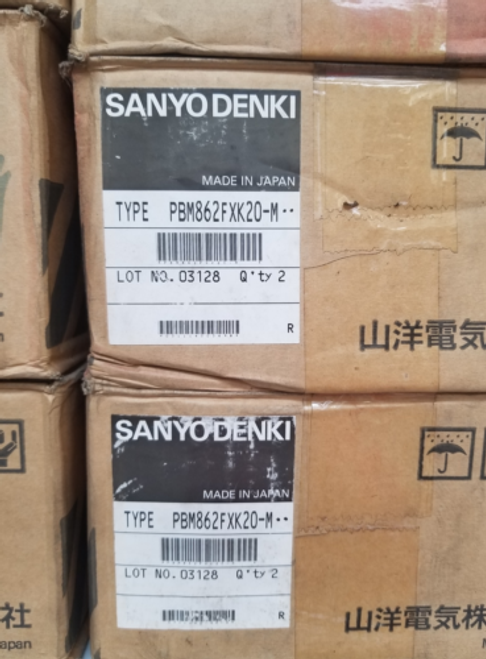 SANYO DENKI
MADE IN JAPAN
TYPE PBM862FXK20-M··
LOT NO. 03128 Q'ty 2
R
山洋電気
SANYO DENKI
MADE IN JAPAN
TYPE PBM862FXK20-M··
LOT NO. 03128 Q'ty 2
R
山洋電気株
社
apan